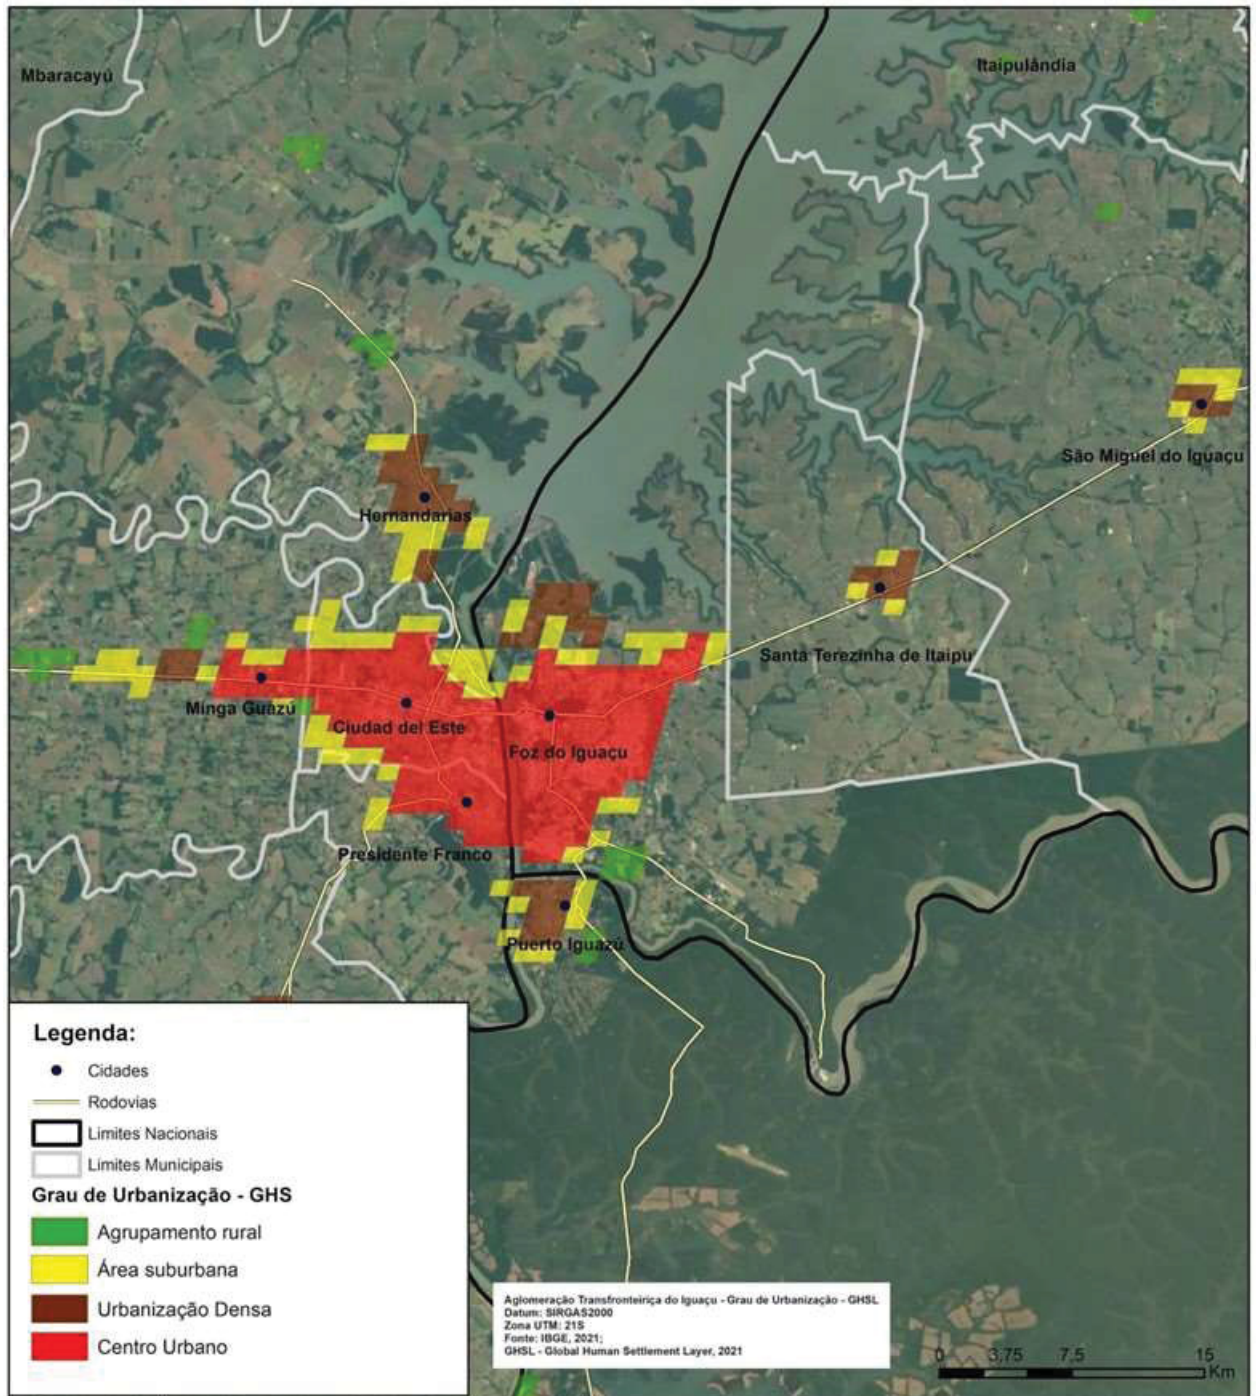 Mbaracayú
Itaipulândia
São Miguel do Iguaçu
Hernandarias
Santa Terezinha de Itaipu
Minga Guazú
Ciudad del Este
Foz do Iguaçu
Presidente Franco
Puerto Iguazú
Legenda:
Cidades
Rodovias
Limites Nacionais
Limites Municipais
Grau de Urbanização - GHS
Agrupamento rural
Área suburbana
Urbanização Densa
Centro Urbano
Aglomeração Transfronteiriça do Iguaçu - Grau de Urbanização - GHSL
Datum: SIRGAS2000
Zona UTM: 21S
Fonte: IBGE, 2021;
GHSL - Global Human Settlement Layer, 2021
0 3,75 7,5 15
Km